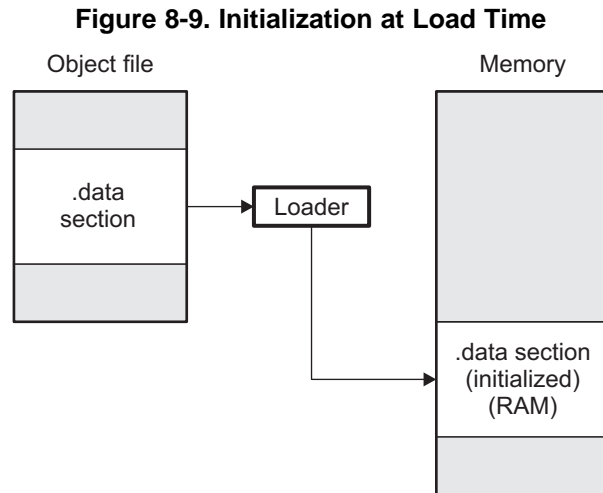 Figure 8-9. Initialization at Load Time
Object file
Memory
.data
section
Loader
.data section
(initialized)
(RAM)